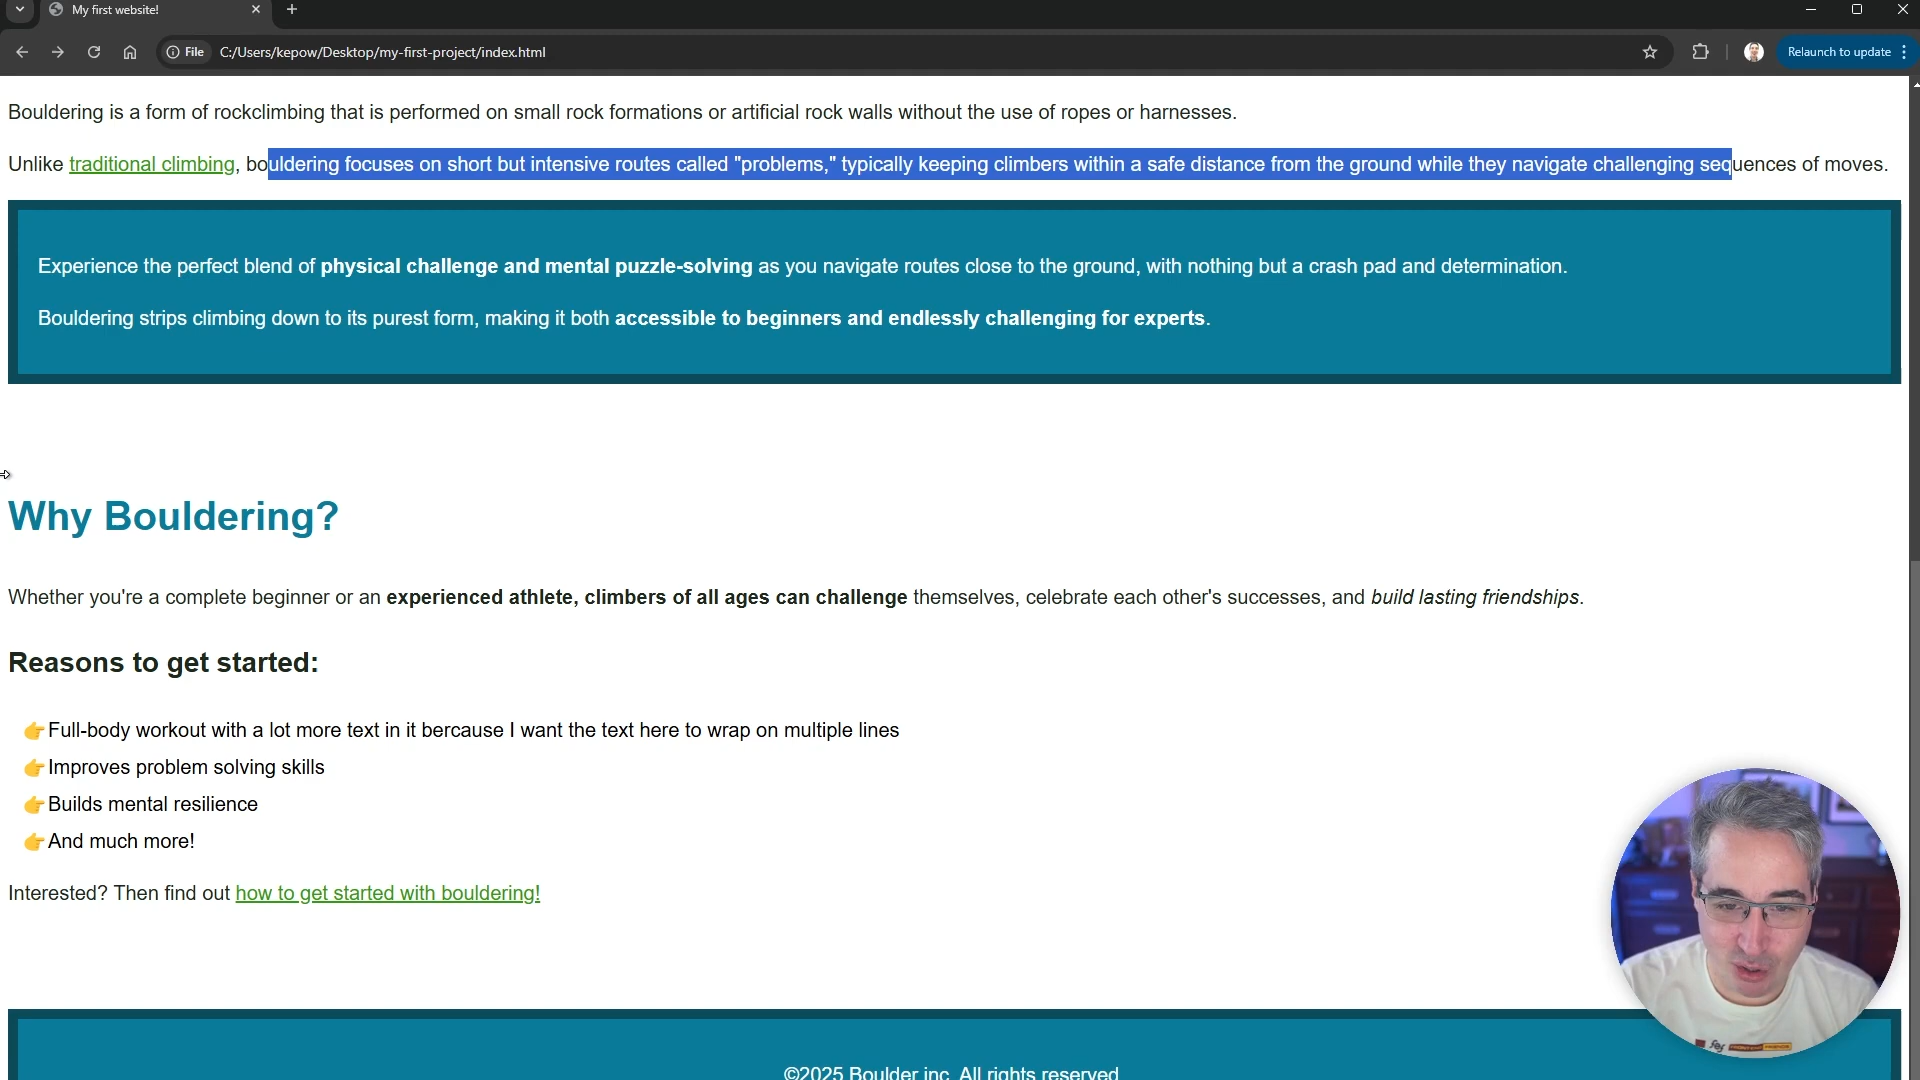 My first website!
File
C:/Users/kepow/Desktop/my-first-project/index.html
Relaunch to update
Bouldering is a form of rockclimbing that is performed on small rock formations or artificial rock walls without the use of ropes or harnesses.
Unlike traditional climbing, bouldering focuses on short but intensive routes called "problems," typically keeping climbers within a safe distance from the ground while they navigate challenging sequences of moves.
Experience the perfect blend of physical challenge and mental puzzle-solving as you navigate routes close to the ground, with nothing but a crash pad and determination.
Bouldering strips climbing down to its purest form, making it both accessible to beginners and endlessly challenging for experts.
Why Bouldering?
Whether you're a complete beginner or an experienced athlete, climbers of all ages can challenge themselves, celebrate each other's successes, and build lasting friendships.
Reasons to get started:
👉Full-body workout with a lot more text in it bercause I want the text here to wrap on multiple lines
👉Improves problem solving skills
👉Builds mental resilience
👉And much more!
Interested? Then find out how to get started with bouldering!
©2025 Boulder inc. All rights reserved